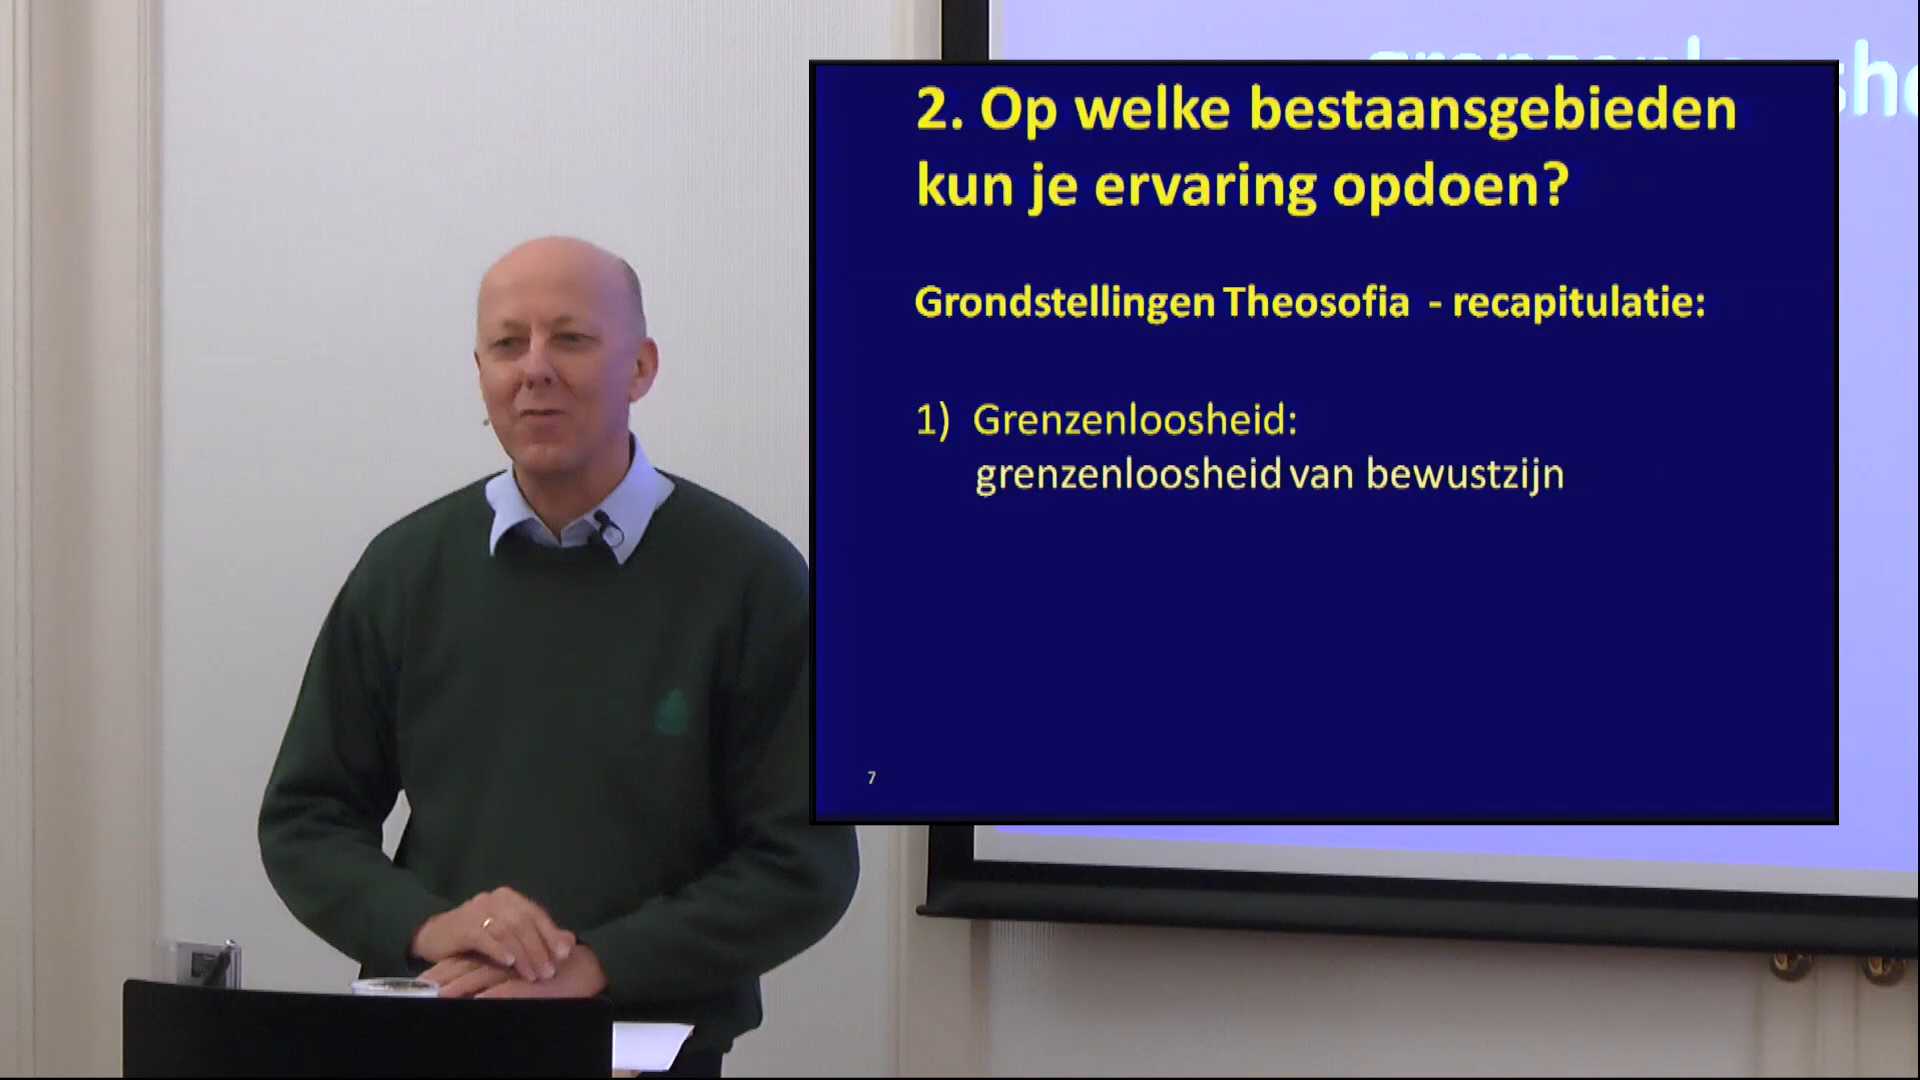 2. Op welke bestaansgebieden
kun je ervaring opdoen?
Grondstellingen Theosofia - recapitulatie:
1) Grenzenloosheid:
grenzenloosheid van bewustzijn
7